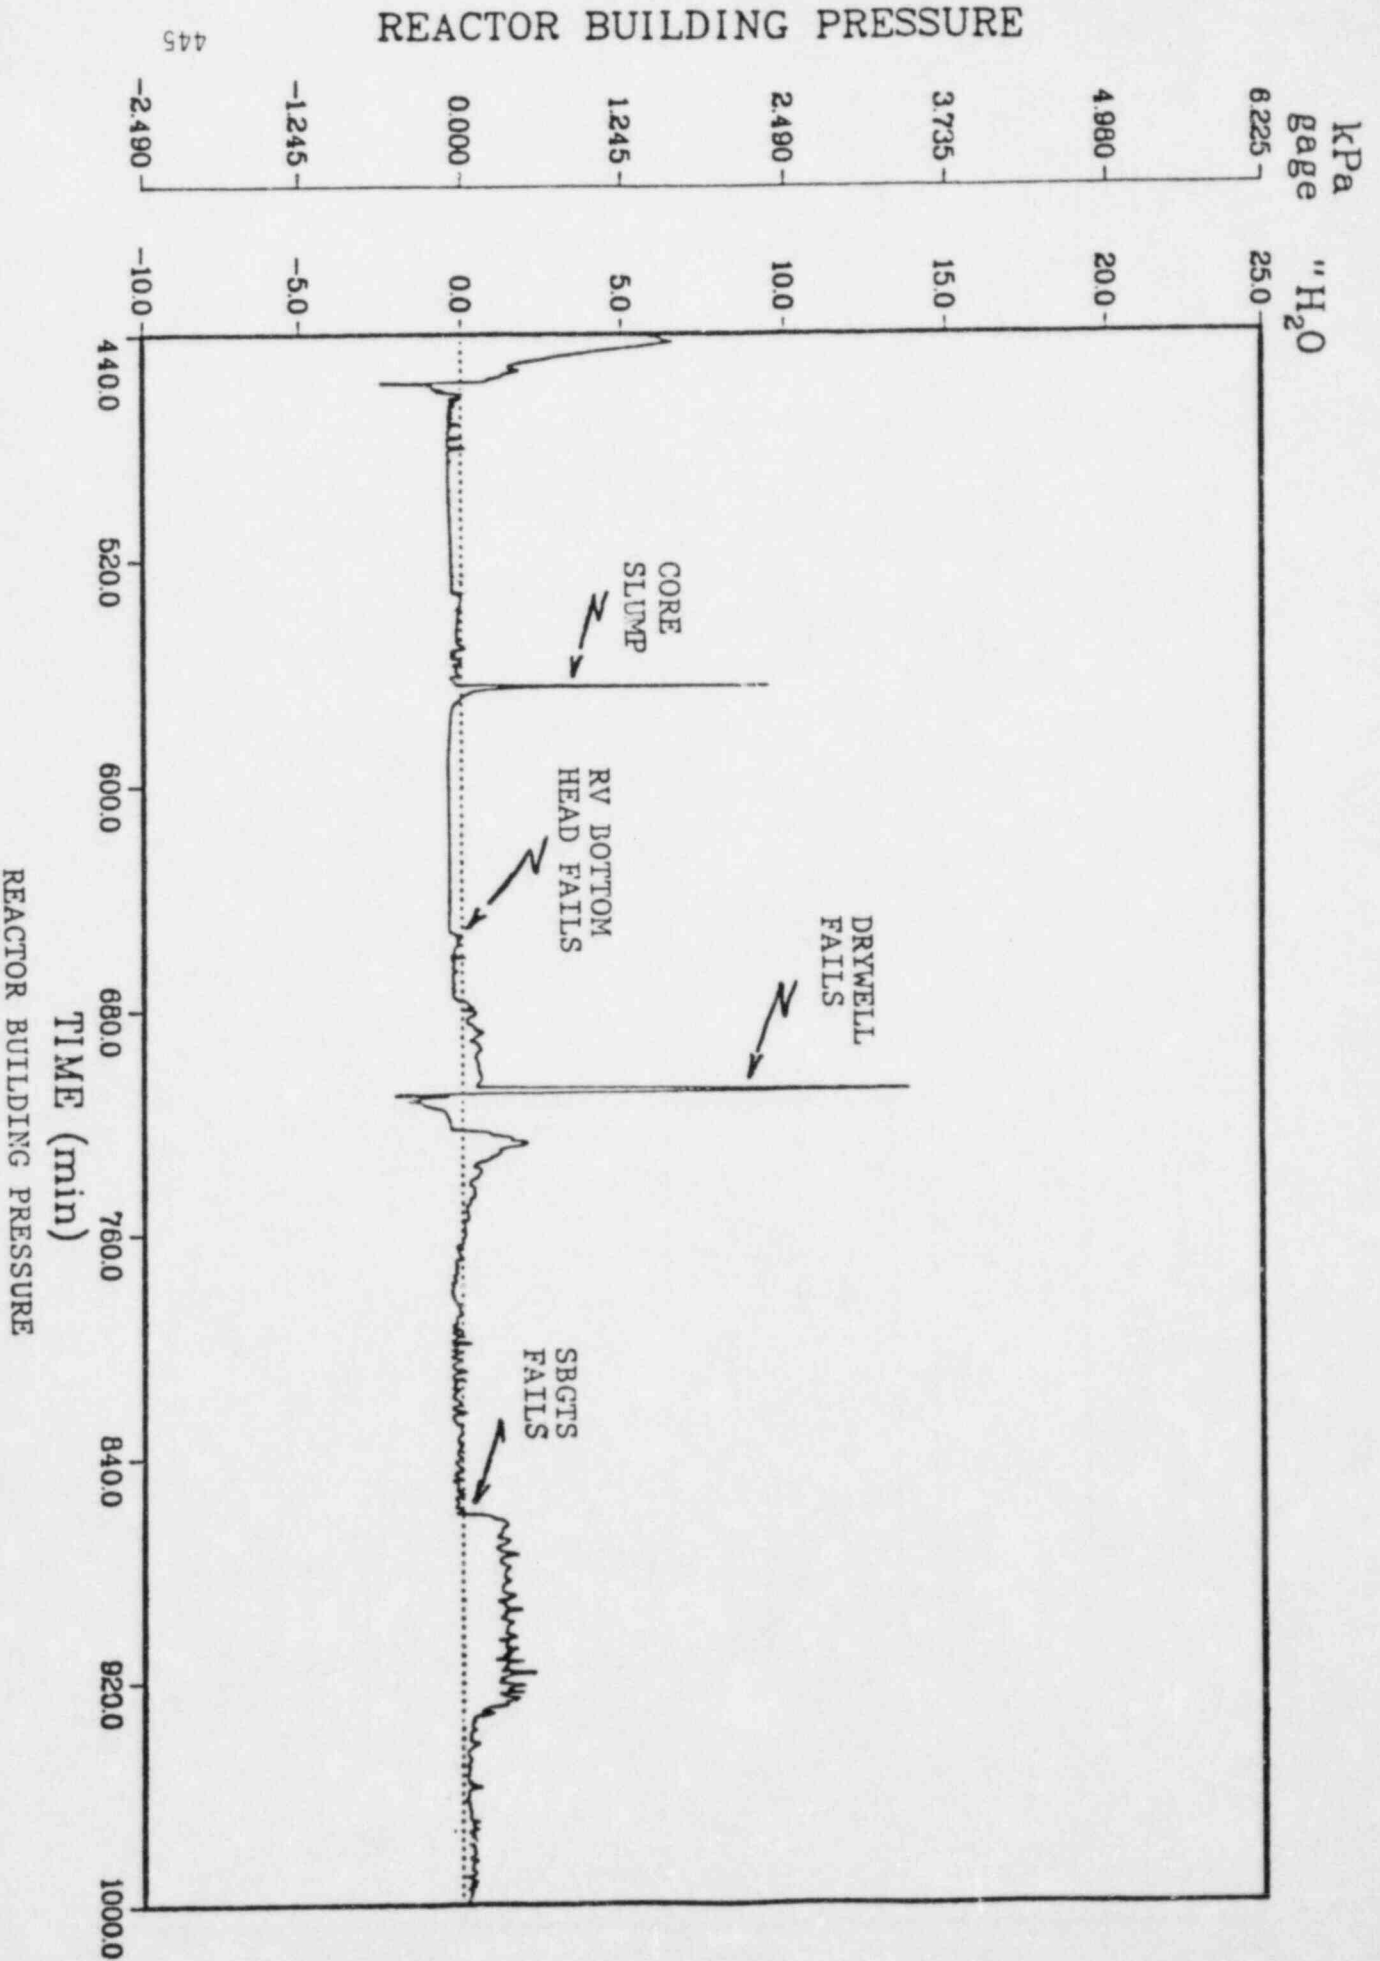 REACTOR BUILDING PRESSURE
445
kPa
gage
6.225
4.980
3.735
2.490
1.245
0.000
-1.245
-2.490
"H2O
25.0
20.0
15.0
10.0
5.0
0.0
-5.0
-10.0
CORE
SLUMP
RV BOTTOM
HEAD FAILS
DRYWELL
FAILS
SBGTS
FAILS
440.0
520.0
600.0
680.0
760.0
840.0
920.0
1000.0
TIME (min)
REACTOR BUILDING PRESSURE